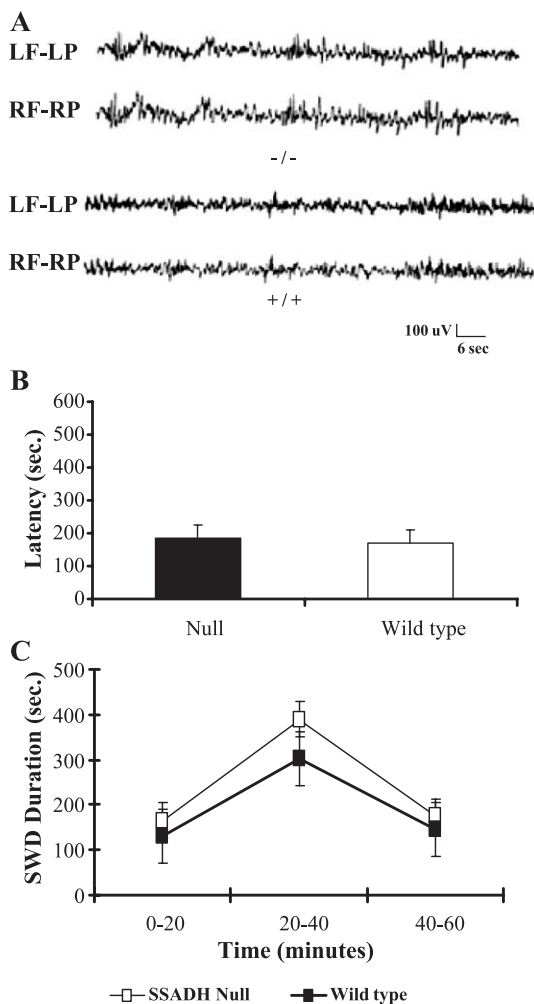 A
LF-LP
RF-RP
-/-
LF-LP
RF-RP
+/+
100 uV
6 sec
B
Latency (sec.)
600
500
400
300
200
100
0
Null
Wild type
C
SWD Duration (sec.)
500
400
300
200
100
0
0-20
20-40
40-60
Time (minutes)
SSADH Null
Wild type